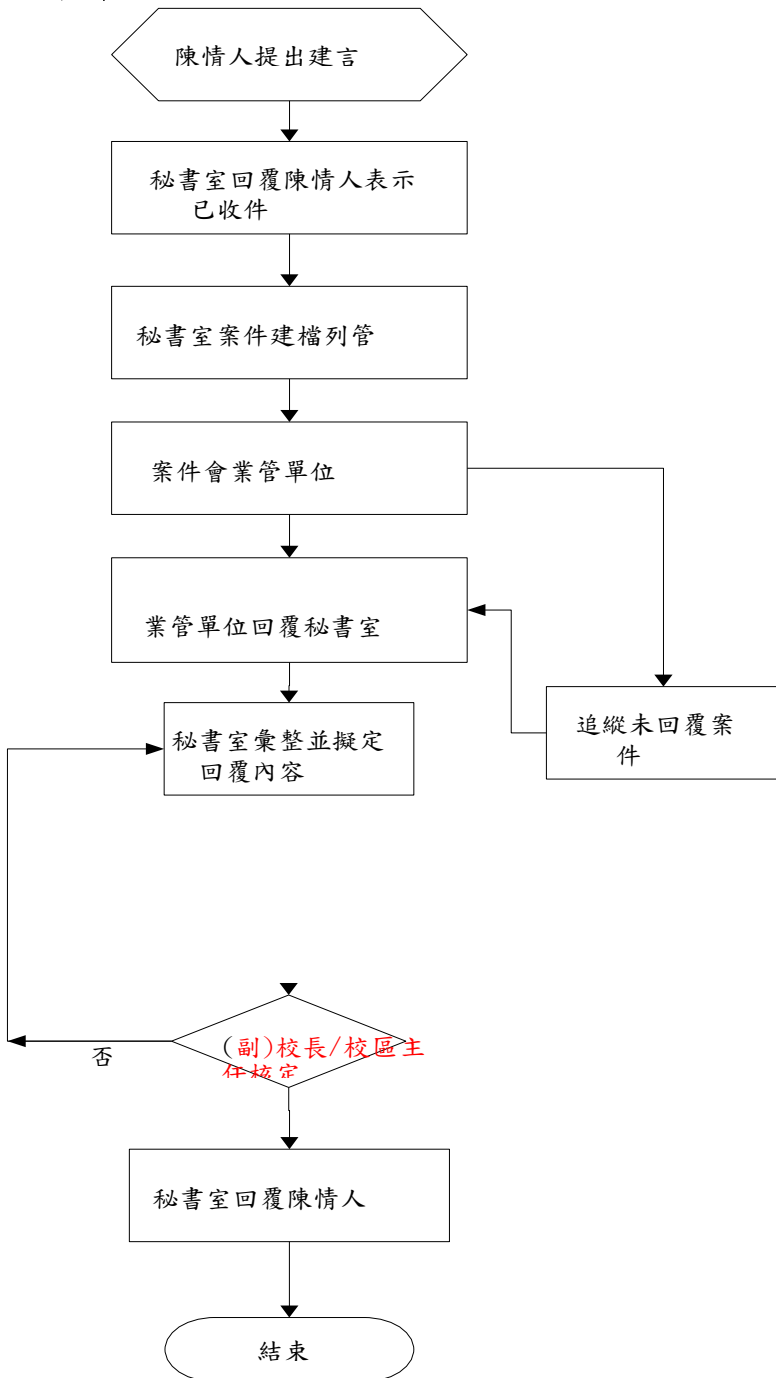 陳情人提出建言
秘書室回覆陳情人表示
已收件
秘書室案件建檔列管
案件會業管單位
業管單位回覆秘書室
追縱未回覆案
件
秘書室彙整並擬定
回覆內容
(副)校長/校區主
任核定
否
秘書室回覆陳情人
結束